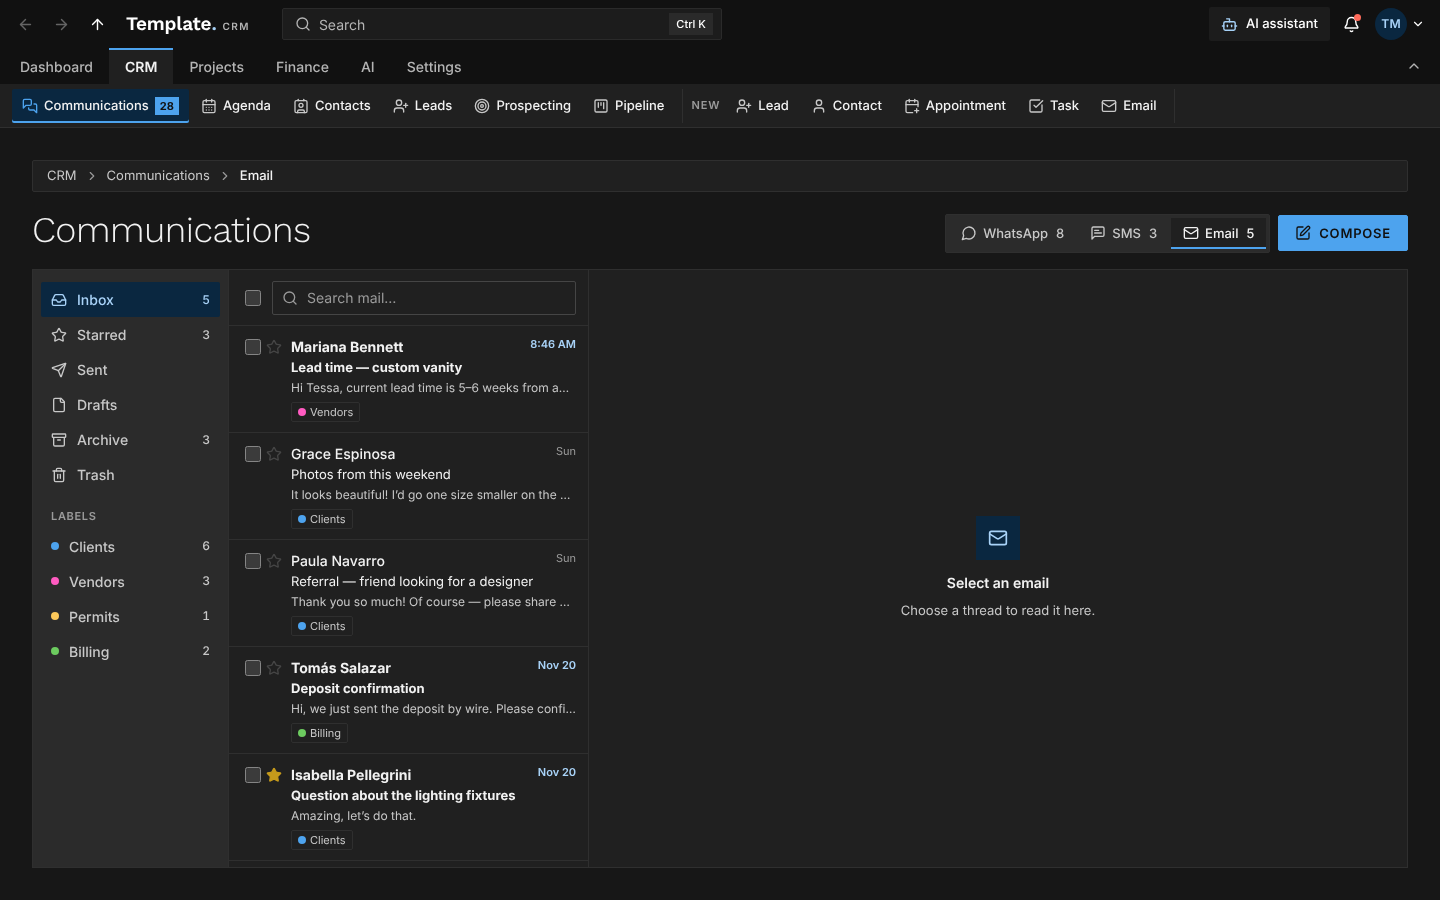 Template. CRM
Search
Ctrl K
AI assistant
TM
Dashboard
CRM
Projects
Finance
AI
Settings
Communications 28
Agenda
Contacts
Leads
Prospecting
Pipeline
NEW
Lead
Contact
Appointment
Task
Email
CRM
Communications
Email
Communications
WhatsApp 8
SMS 3
Email 5
COMPOSE
Inbox 5
Starred 3
Sent
Drafts
Archive 3
Trash
LABELS
Clients 6
Vendors 3
Permits 1
Billing 2
Search mail...
Mariana Bennett 8:46 AM
Lead time — custom vanity
Hi Tessa, current lead time is 5–6 weeks from a...
Vendors
Grace Espinosa Sun
Photos from this weekend
It looks beautiful! I’d go one size smaller on the ...
Clients
Paula Navarro Sun
Referral — friend looking for a designer
Thank you so much! Of course — please share ...
Clients
Tomás Salazar Nov 20
Deposit confirmation
Hi, we just sent the deposit by wire. Please confi...
Billing
Isabella Pellegrini Nov 20
Question about the lighting fixtures
Amazing, let’s do that.
Clients
Select an email
Choose a thread to read it here.